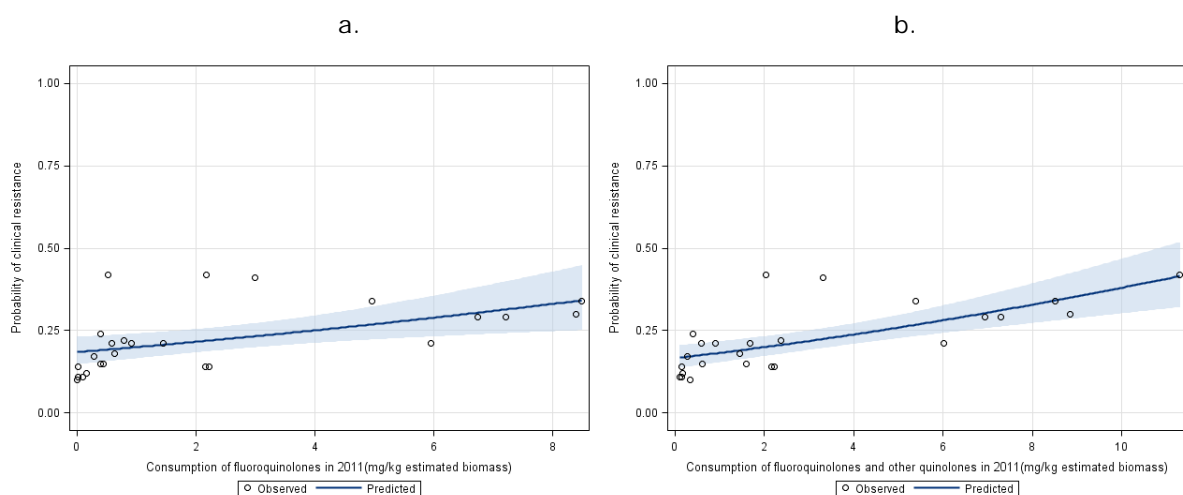 a.
Probability of clinical resistance
1.00
0.75
0.50
0.25
0.00
0 2 4 6 8
Consumption of fluoroquinolones in 2011(mg/kg estimated biomass)
Observed Predicted
b.
Probability of clinical resistance
1.00
0.75
0.50
0.25
0.00
0 2 4 6 8 10
Consumption of fluoroquinolones and other quinolones in 2011(mg/kg estimated biomass)
Observed Predicted